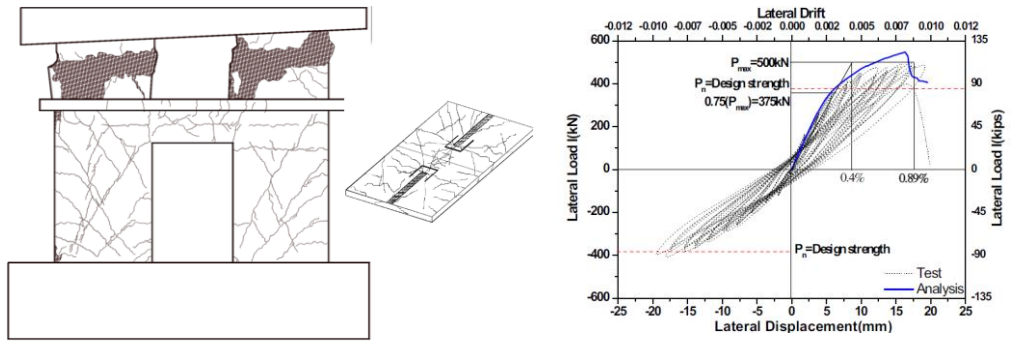 Lateral Drift
-0.012 -0.010 -0.007 -0.005 -0.002 0.000 0.002 0.005 0.007 0.010 0.012
600
400
200
0
-200
-400
-600
Lateral Load l(kN)
135
90
45
0
-45
-90
-135
Lateral Load l(kips)
Pmax=500kN
Pn=Design strength
0.75(Pmax)=375kN
0.4%
0.89%
Pn=Design strength
Test
Analysis
-25 -20 -15 -10 -5 0 5 10 15 20 25
Lateral Displacement(mm)